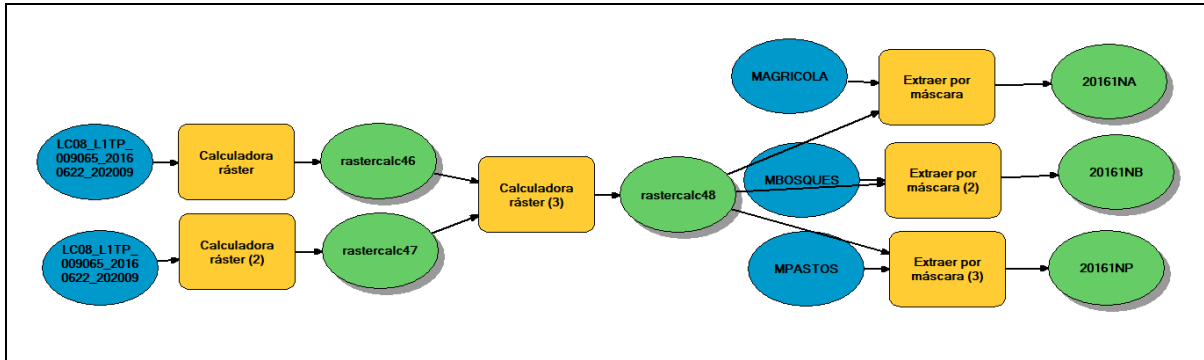 MAGRICOLA
Extraer por
máscara
20161NA
LC08_L1TP_
009065_2016
0622_202009
Calculadora
ráster
rastercalc46
Calculadora
ráster (3)
rastercalc48
MBOSQUES
Extraer por
máscara (2)
20161NB
LC08_L1TP_
009065_2016
0622_202009
Calculadora
ráster (2)
rastercalc47
MPASTOS
Extraer por
máscara (3)
20161NP